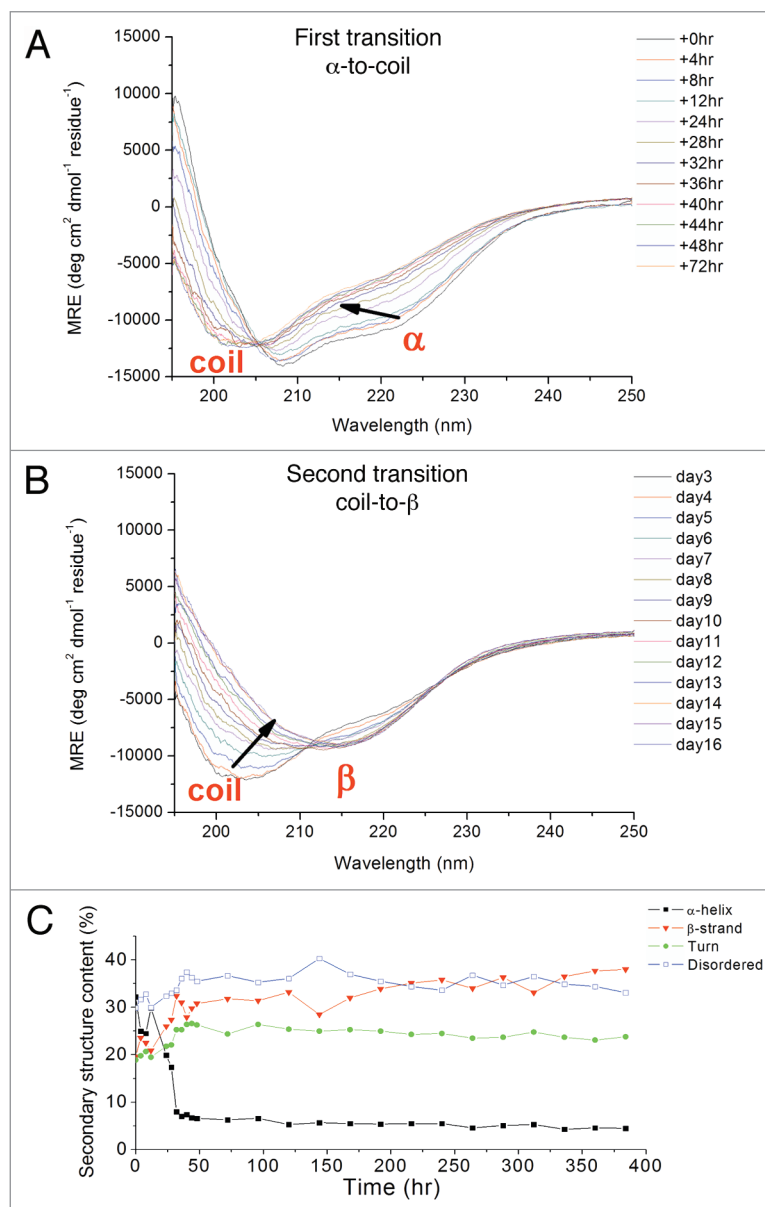 A
First transition
α-to-coil
15000
10000
5000
0
-5000
-10000
-15000
MRE (deg cm² dmol⁻¹ residue⁻¹)
coil
α
200
210
220
230
240
250
Wavelength (nm)
+0hr
+4hr
+8hr
+12hr
+24hr
+28hr
+32hr
+36hr
+40hr
+44hr
+48hr
+72hr
B
Second transition
coil-to-β
15000
10000
5000
0
-5000
-10000
-15000
MRE (deg cm² dmol⁻¹ residue⁻¹)
coil
β
200
210
220
230
240
250
Wavelength (nm)
day3
day4
day5
day6
day7
day8
day9
day10
day11
day12
day13
day14
day15
day16
C
Secondary structure content (%)
40
30
20
10
0
0
50
100
150
200
250
300
350
400
Time (hr)
α-helix
β-strand
Turn
Disordered